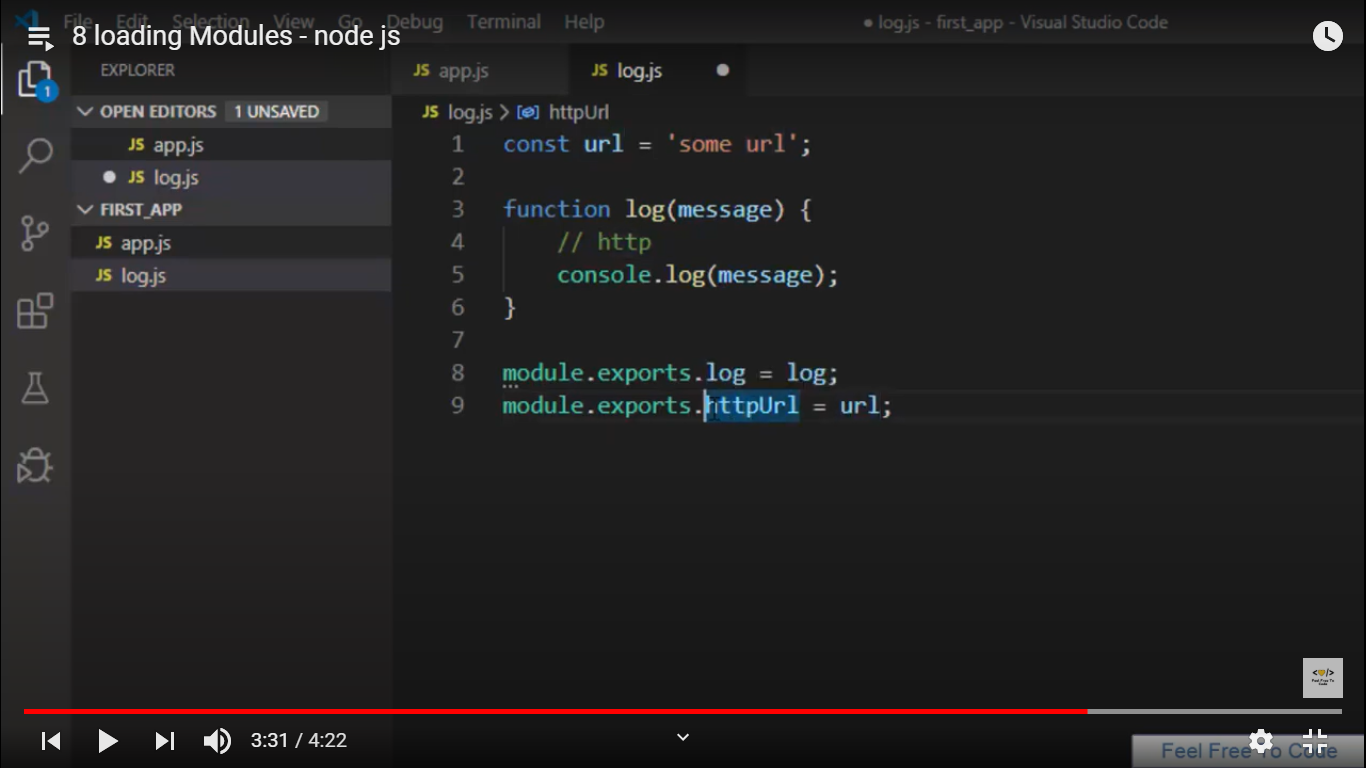 File Edit Selection View Go Debug Terminal Help
● log.js - first_app - Visual Studio Code
8 loading Modules - node js
EXPLORER
JS app.js
JS log.js
1
OPEN EDITORS 1 UNSAVED
JS app.js
JS log.js
FIRST_APP
JS app.js
JS log.js
JS log.js > httpUrl
1 const url = 'some url';
2
3 function log(message) {
4 // http
5 console.log(message);
6 }
7
8 module.exports.log = log;
9 module.exports.httpUrl = url;
<♥/>
Feel Free To Code
3:31 / 4:22
Feel Free To Code